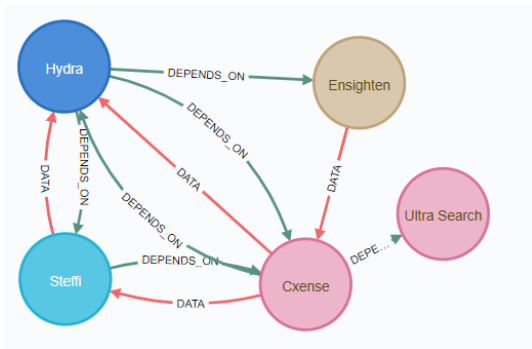 Hydra
DEPENDS_ON
Ensighten
DEPENDS_ON
DEPENDS_ON
DATA
DATA
DATA
Ultra Search
DEPENDS_ON
DEPE...
DEPENDS_ON
Steffi
Cxense
DATA